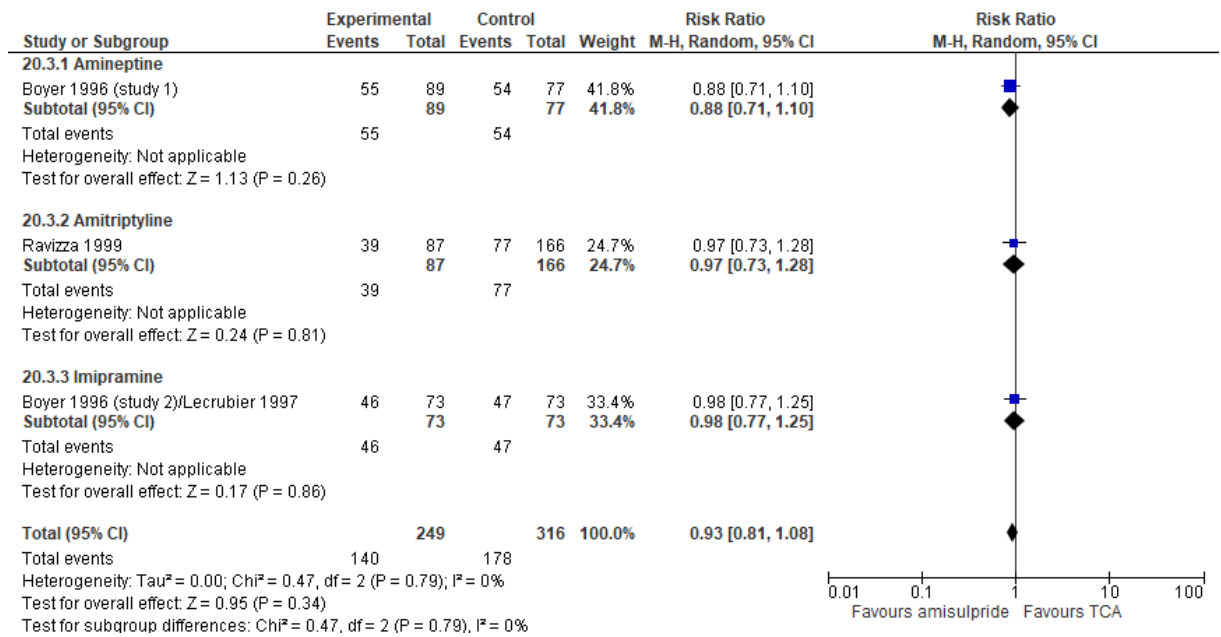 Experimental Control Risk Ratio Risk Ratio
Study or Subgroup Events Total Events Total Weight M-H, Random, 95% CI M-H, Random, 95% CI
20.3.1 Amineptine
Boyer 1996 (study 1) 55 89 54 77 41.8% 0.88 [0.71, 1.10]
Subtotal (95% CI) 89 77 41.8% 0.88 [0.71, 1.10]
Total events 55 54
Heterogeneity: Not applicable
Test for overall effect: Z = 1.13 (P = 0.26)
20.3.2 Amitriptyline
Ravizza 1999 39 87 77 166 24.7% 0.97 [0.73, 1.28]
Subtotal (95% CI) 87 166 24.7% 0.97 [0.73, 1.28]
Total events 39 77
Heterogeneity: Not applicable
Test for overall effect: Z = 0.24 (P = 0.81)
20.3.3 Imipramine
Boyer 1996 (study 2)/Lecrubier 1997 46 73 47 73 33.4% 0.98 [0.77, 1.25]
Subtotal (95% CI) 73 73 33.4% 0.98 [0.77, 1.25]
Total events 46 47
Heterogeneity: Not applicable
Test for overall effect: Z = 0.17 (P = 0.86)
Total (95% CI) 249 316 100.0% 0.93 [0.81, 1.08]
Total events 140 178
Heterogeneity: Tau² = 0.00; Chi² = 0.47, df = 2 (P = 0.79); I² = 0%
Test for overall effect: Z = 0.95 (P = 0.34)
Test for subgroup differences: Chi² = 0.47, df = 2 (P = 0.79), I² = 0%
0.01 0.1 1 10 100
Favours amisulpride Favours TCA